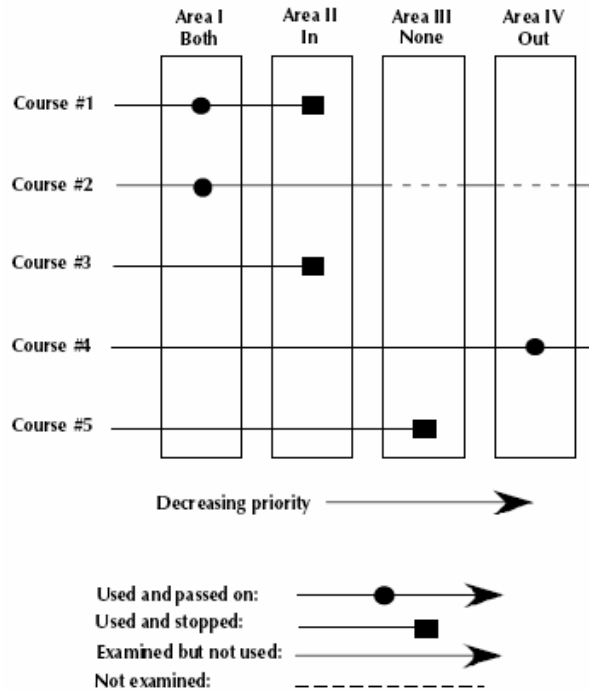 Area I Area II Area III Area IV
Both In None Out
Course #1
Course #2
Course #3
Course #4
Course #5
Decreasing priority
Used and passed on:
Used and stopped:
Examined but not used:
Not examined: